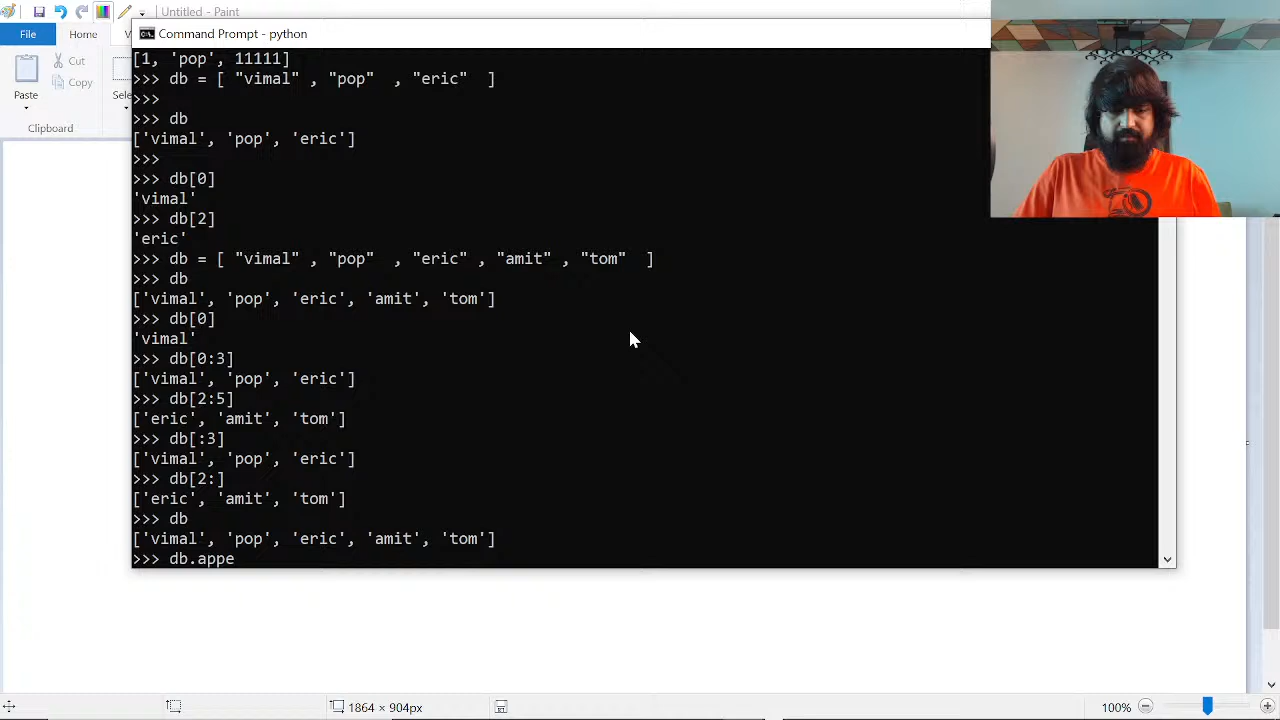 Untitled - Paint
File
Home
Command Prompt - python
Paste
Cut
Copy
Clipboard
[1, 'pop', 11111]
>>> db = [ "vimal" , "pop"  , "eric"  ]
>>>
>>> db
['vimal', 'pop', 'eric']
>>>
>>> db[0]
'vimal'
>>> db[2]
'eric'
>>> db = [ "vimal" , "pop"  , "eric" , "amit" , "tom"  ]
>>> db
['vimal', 'pop', 'eric', 'amit', 'tom']
>>> db[0]
'vimal'
>>> db[0:3]
['vimal', 'pop', 'eric']
>>> db[2:5]
['eric', 'amit', 'tom']
>>> db[:3]
['vimal', 'pop', 'eric']
>>> db[2:]
['eric', 'amit', 'tom']
>>> db
['vimal', 'pop', 'eric', 'amit', 'tom']
>>> db.appe
1864 × 904px
100%